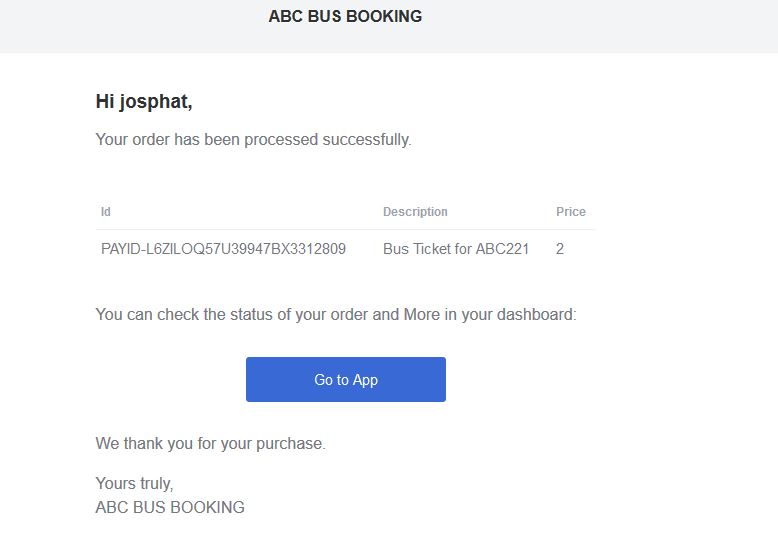 ABC BUS BOOKING
Hi josphat,
Your order has been processed successfully.
Id Description Price
PAYID-L6ZILOQ57U39947BX3312809 Bus Ticket for ABC221 2
You can check the status of your order and More in your dashboard:
Go to App
We thank you for your purchase.
Yours truly,
ABC BUS BOOKING